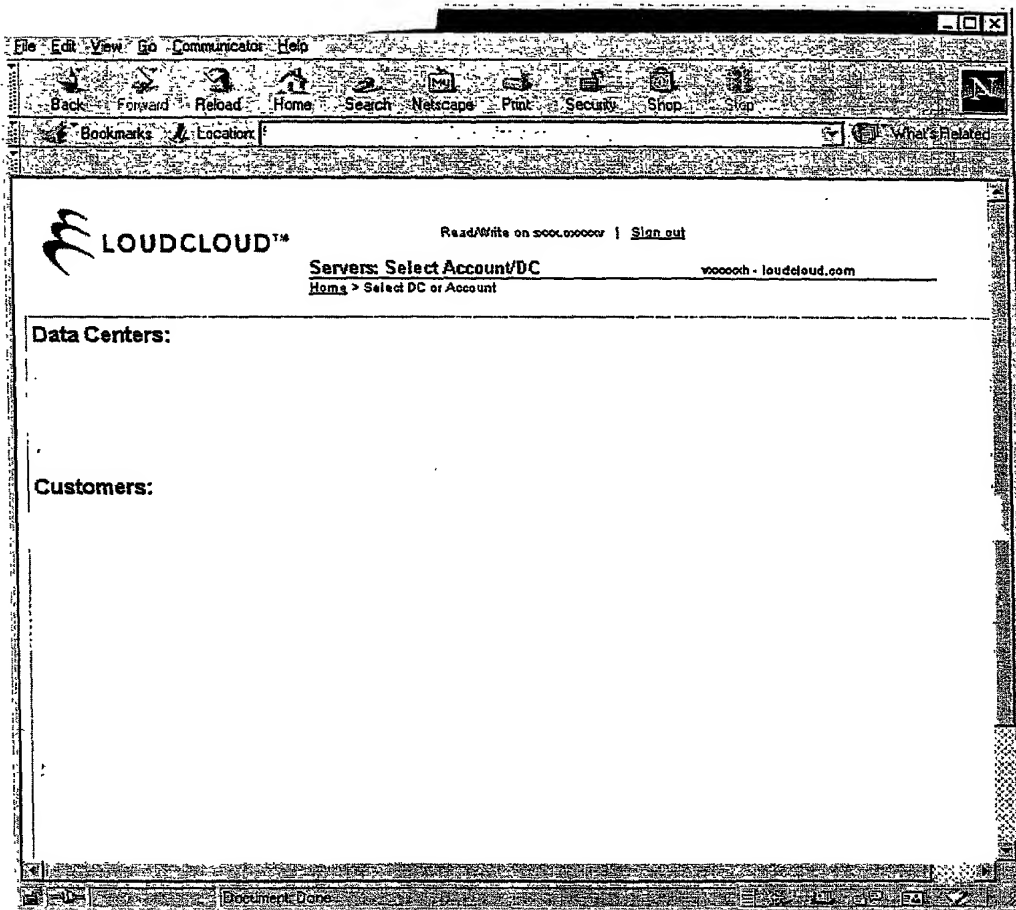 File Edit View Go Communicator Help
Back Forward Reload Home Search Netscape Print Security Shop Stop
Bookmarks Location: What's Related
LOUDCLOUD™
Read/Write on | Sign out
Servers: Select Account/DC
- loudcloud.com
Home > Select DC or Account
Data Centers:
Customers:
Document: Done